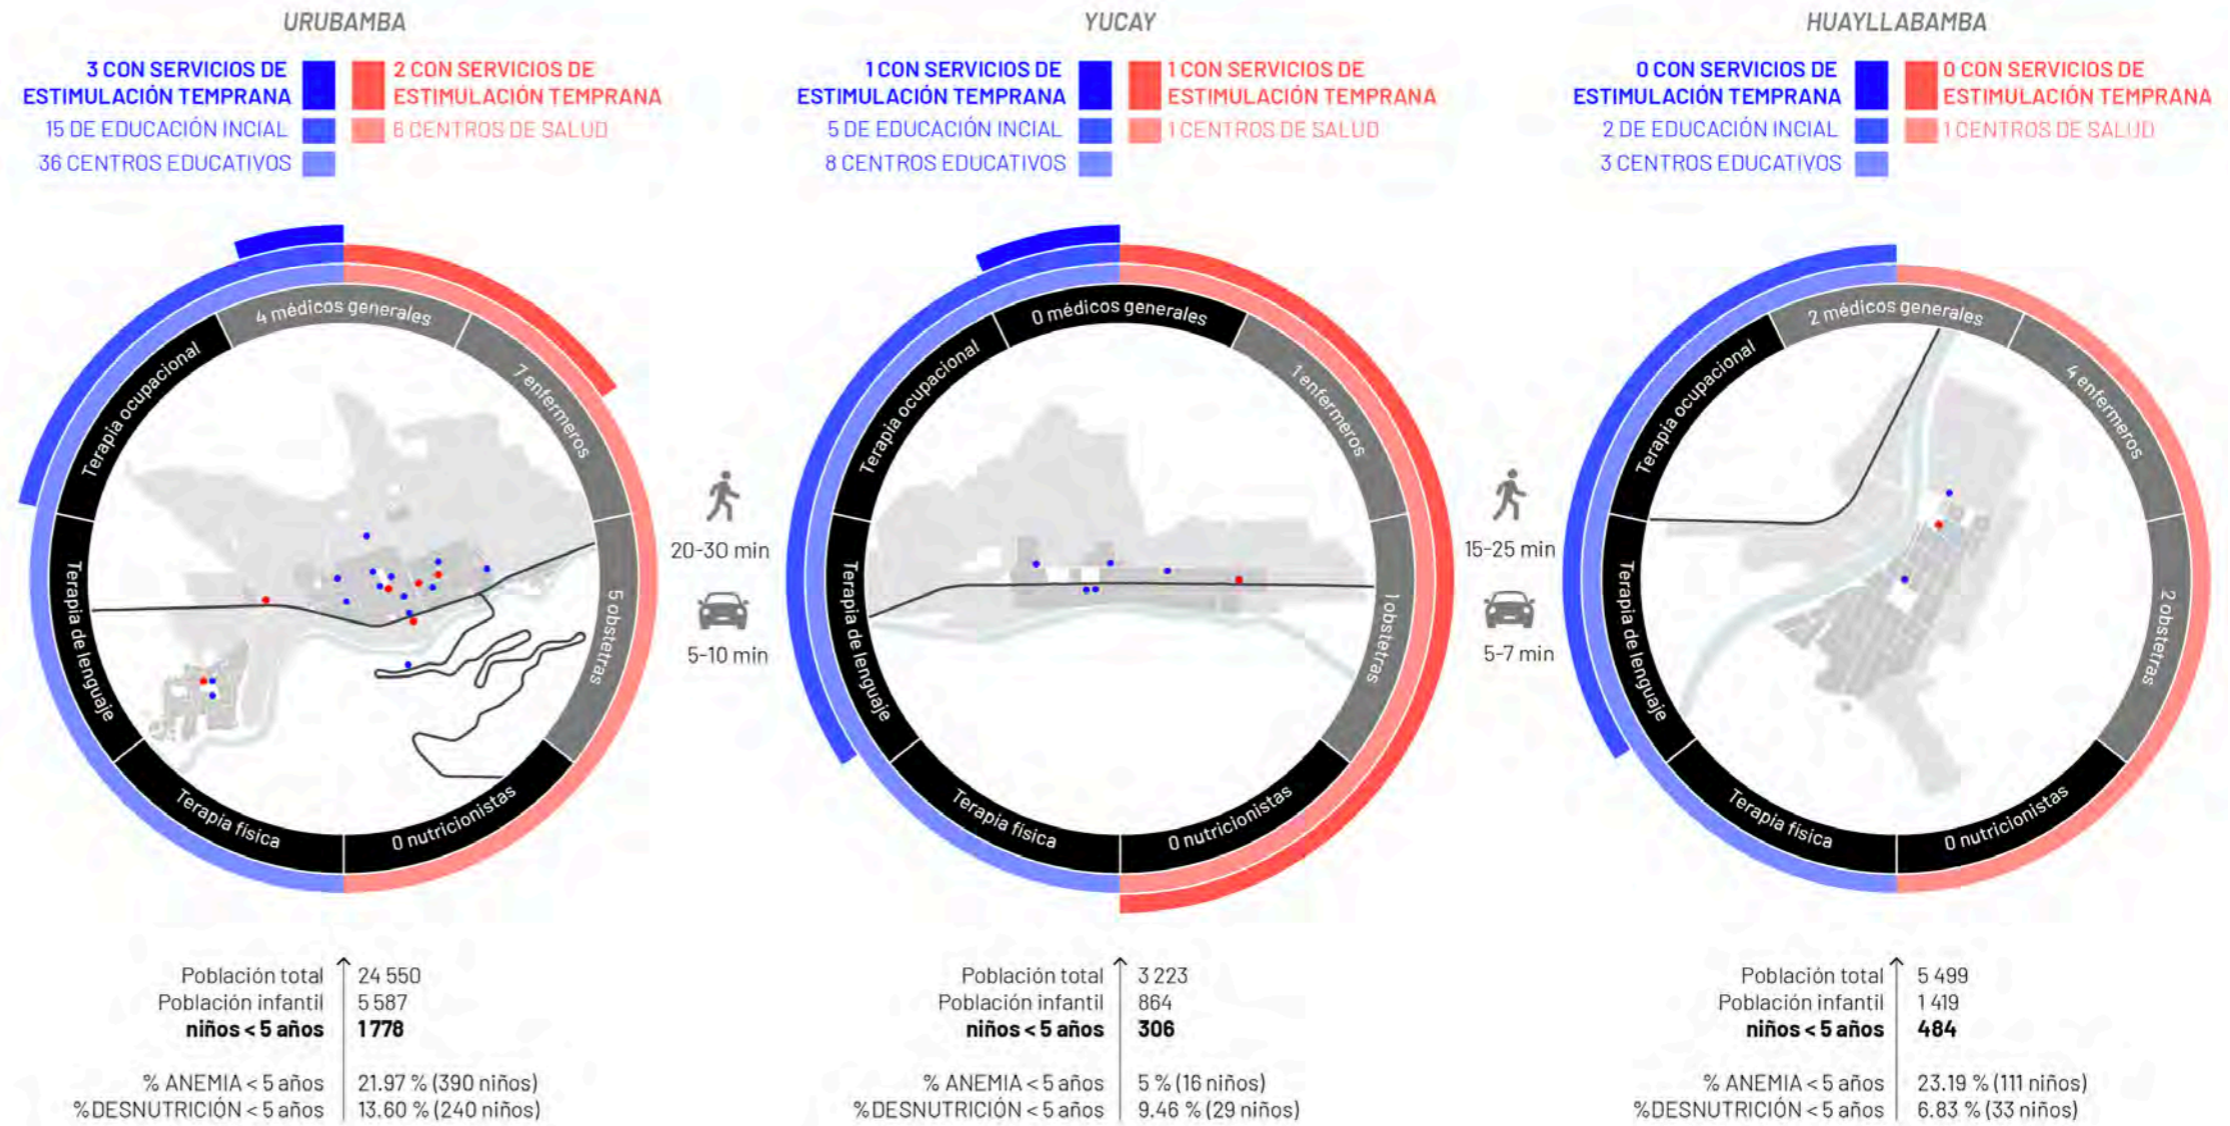 URUBAMBA
3 CON SERVICIOS DE
ESTIMULACIÓN TEMPRANA
15 DE EDUCACIÓN INCIAL
36 CENTROS EDUCATIVOS
2 CON SERVICIOS DE
ESTIMULACIÓN TEMPRANA
6 CENTROS DE SALUD
4 médicos generales
7 enfermeros
5 obstetras
0 nutricionistas
Terapia física
Terapia de lenguaje
Terapia ocupacional
Población total 24 550
Población infantil 5 587
niños < 5 años 1 778
% ANEMIA < 5 años 21.97 % (390 niños)
%DESNUTRICIÓN < 5 años 13.60 % (240 niños)
20-30 min
5-10 min
YUCAY
1 CON SERVICIOS DE
ESTIMULACIÓN TEMPRANA
5 DE EDUCACIÓN INCIAL
8 CENTROS EDUCATIVOS
1 CON SERVICIOS DE
ESTIMULACIÓN TEMPRANA
1 CENTROS DE SALUD
0 médicos generales
1 enfermeros
1 obstetras
0 nutricionistas
Terapia física
Terapia de lenguaje
Terapia ocupacional
Población total 3 223
Población infantil 864
niños < 5 años 306
% ANEMIA < 5 años 5 % (16 niños)
%DESNUTRICIÓN < 5 años 9.46 % (29 niños)
15-25 min
5-7 min
HUAYLLABAMBA
0 CON SERVICIOS DE
ESTIMULACIÓN TEMPRANA
2 DE EDUCACIÓN INCIAL
3 CENTROS EDUCATIVOS
0 CON SERVICIOS DE
ESTIMULACIÓN TEMPRANA
1 CENTROS DE SALUD
2 médicos generales
4 enfermeros
2 obstetras
0 nutricionistas
Terapia física
Terapia de lenguaje
Terapia ocupacional
Población total 5 499
Población infantil 1 419
niños < 5 años 484
% ANEMIA < 5 años 23.19 % (111 niños)
%DESNUTRICIÓN < 5 años 6.83 % (33 niños)